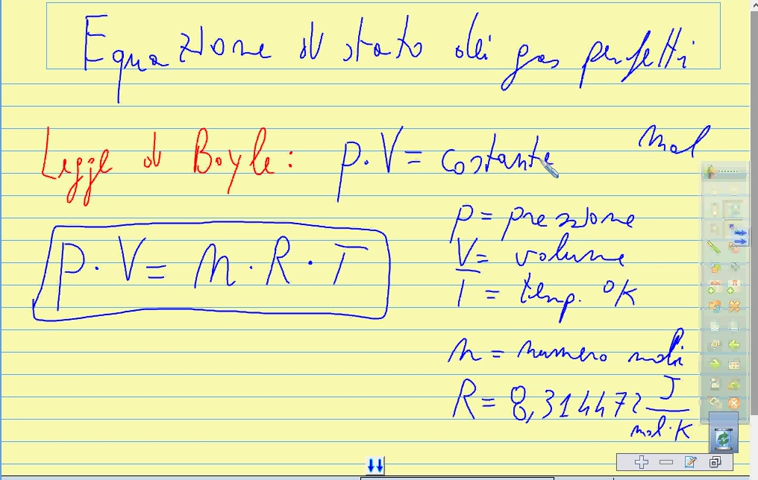 Equazione di stato dei gas perfetti
Legge di Boyle: p·V = costante
mol
p = pressione
V = volume
T = temp. °K
p·V = n·R·T
n = numero moli
R = 8,314472 J/mol·K